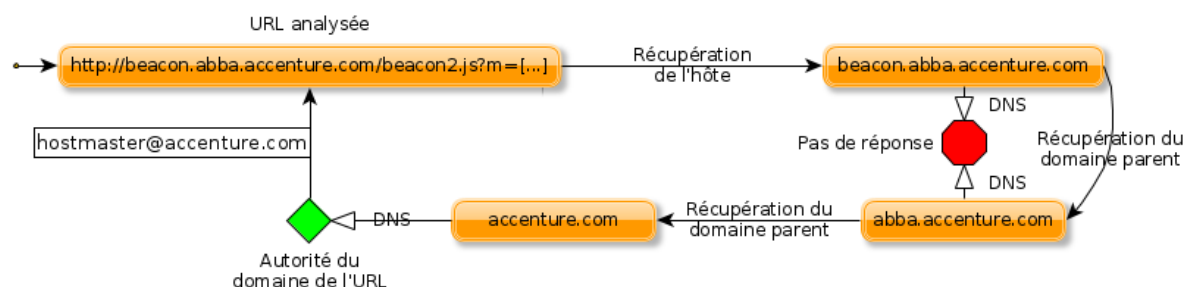 URL analysée
http://beacon.abba.accenture.com/beacon2.js?m=[...]
Récupération
de l'hôte
beacon.abba.accenture.com
DNS
hostmaster@accenture.com
Pas de réponse
Récupération du
domaine parent
DNS
abba.accenture.com
Récupération du
domaine parent
accenture.com
DNS
Autorité du
domaine de l'URL